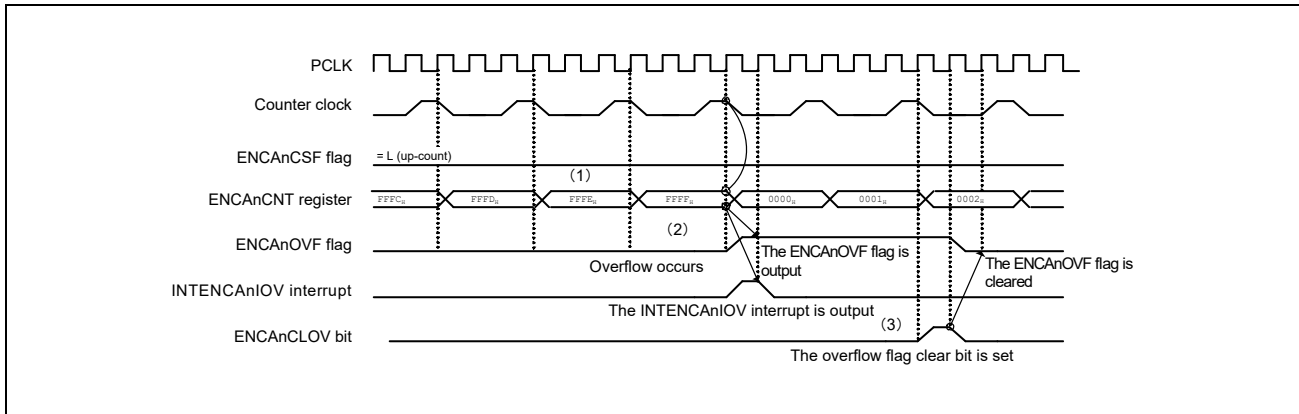 PCLK
Counter clock
ENCAnCSF flag
= L (up-count)
(1)
ENCAnCNT register
FFFCH
FFFDH
FFFEH
FFFFH
0000H
0001H
0002H
(2)
ENCAnOVF flag
The ENCAnOVF flag is
output
The ENCAnOVF flag is
cleared
Overflow occurs
INTENCAnIOV interrupt
The INTENCAnIOV interrupt is output
(3)
ENCAnCLOV bit
The overflow flag clear bit is set